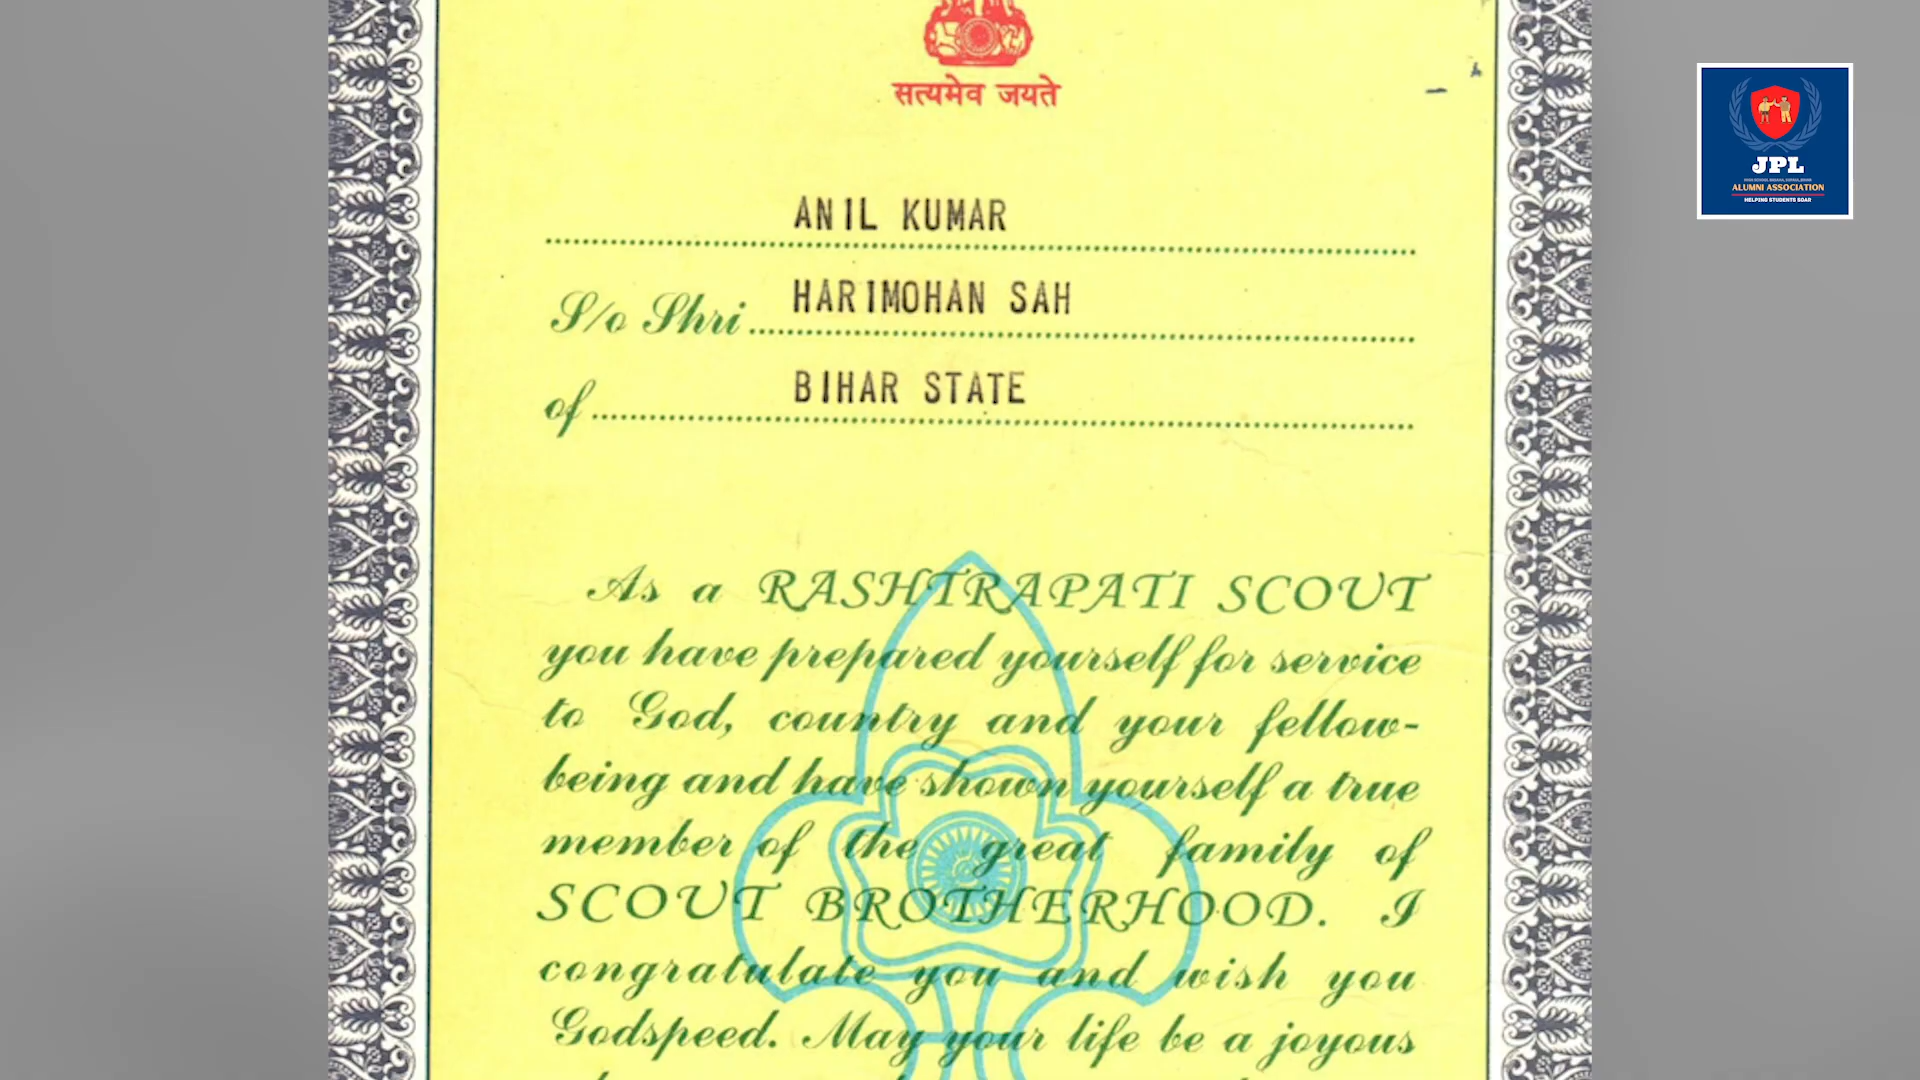 सत्यमेव जयते
ANIL KUMAR
S/o Shri HARIMOHAN SAH
of BIHAR STATE
As a RASHTRAPATI SCOUT
you have prepared yourself for service
to God, country and your fellow-
being and have shown yourself a true
member of the great family of
SCOUT BROTHERHOOD. I
congratulate you and wish you
Godspeed. May your life be a joyous
JPL
ALUMNI ASSOCIATION
HELPING STUDENTS SOAR